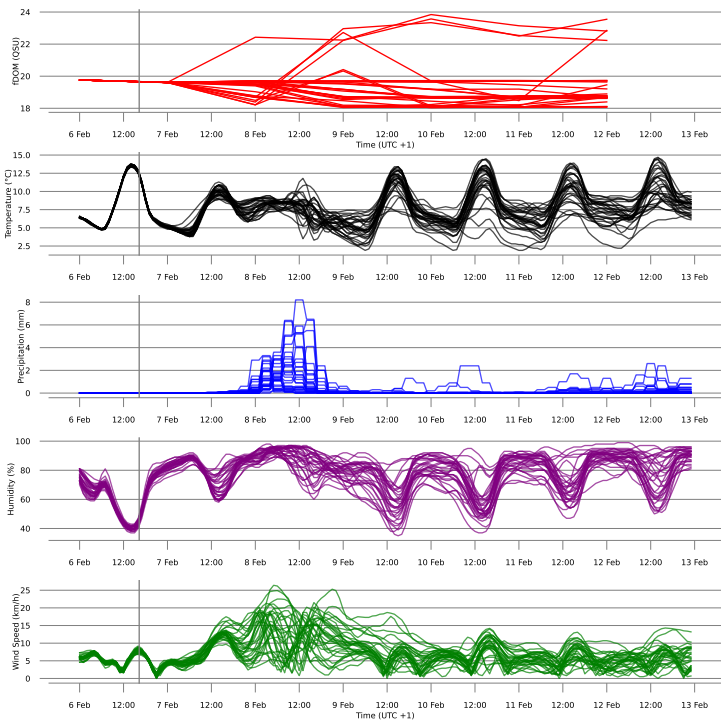 24
22
20
18
fDOM (QSU)
6 Feb 12:00 7 Feb 12:00 8 Feb 12:00 9 Feb 12:00 10 Feb 12:00 11 Feb 12:00 12 Feb 12:00 13 Feb
Time (UTC +1)
15.0
12.5
10.0
7.5
5.0
2.5
Temperature (°C)
6 Feb 12:00 7 Feb 12:00 8 Feb 12:00 9 Feb 12:00 10 Feb 12:00 11 Feb 12:00 12 Feb 12:00 13 Feb
8
6
4
2
0
Precipitation (mm)
6 Feb 12:00 7 Feb 12:00 8 Feb 12:00 9 Feb 12:00 10 Feb 12:00 11 Feb 12:00 12 Feb 12:00 13 Feb
100
80
60
40
Humidity (%)
6 Feb 12:00 7 Feb 12:00 8 Feb 12:00 9 Feb 12:00 10 Feb 12:00 11 Feb 12:00 12 Feb 12:00 13 Feb
25
20
15
10
5
0
Wind Speed (km/h)
6 Feb 12:00 7 Feb 12:00 8 Feb 12:00 9 Feb 12:00 10 Feb 12:00 11 Feb 12:00 12 Feb 12:00 13 Feb
Time (UTC +1)